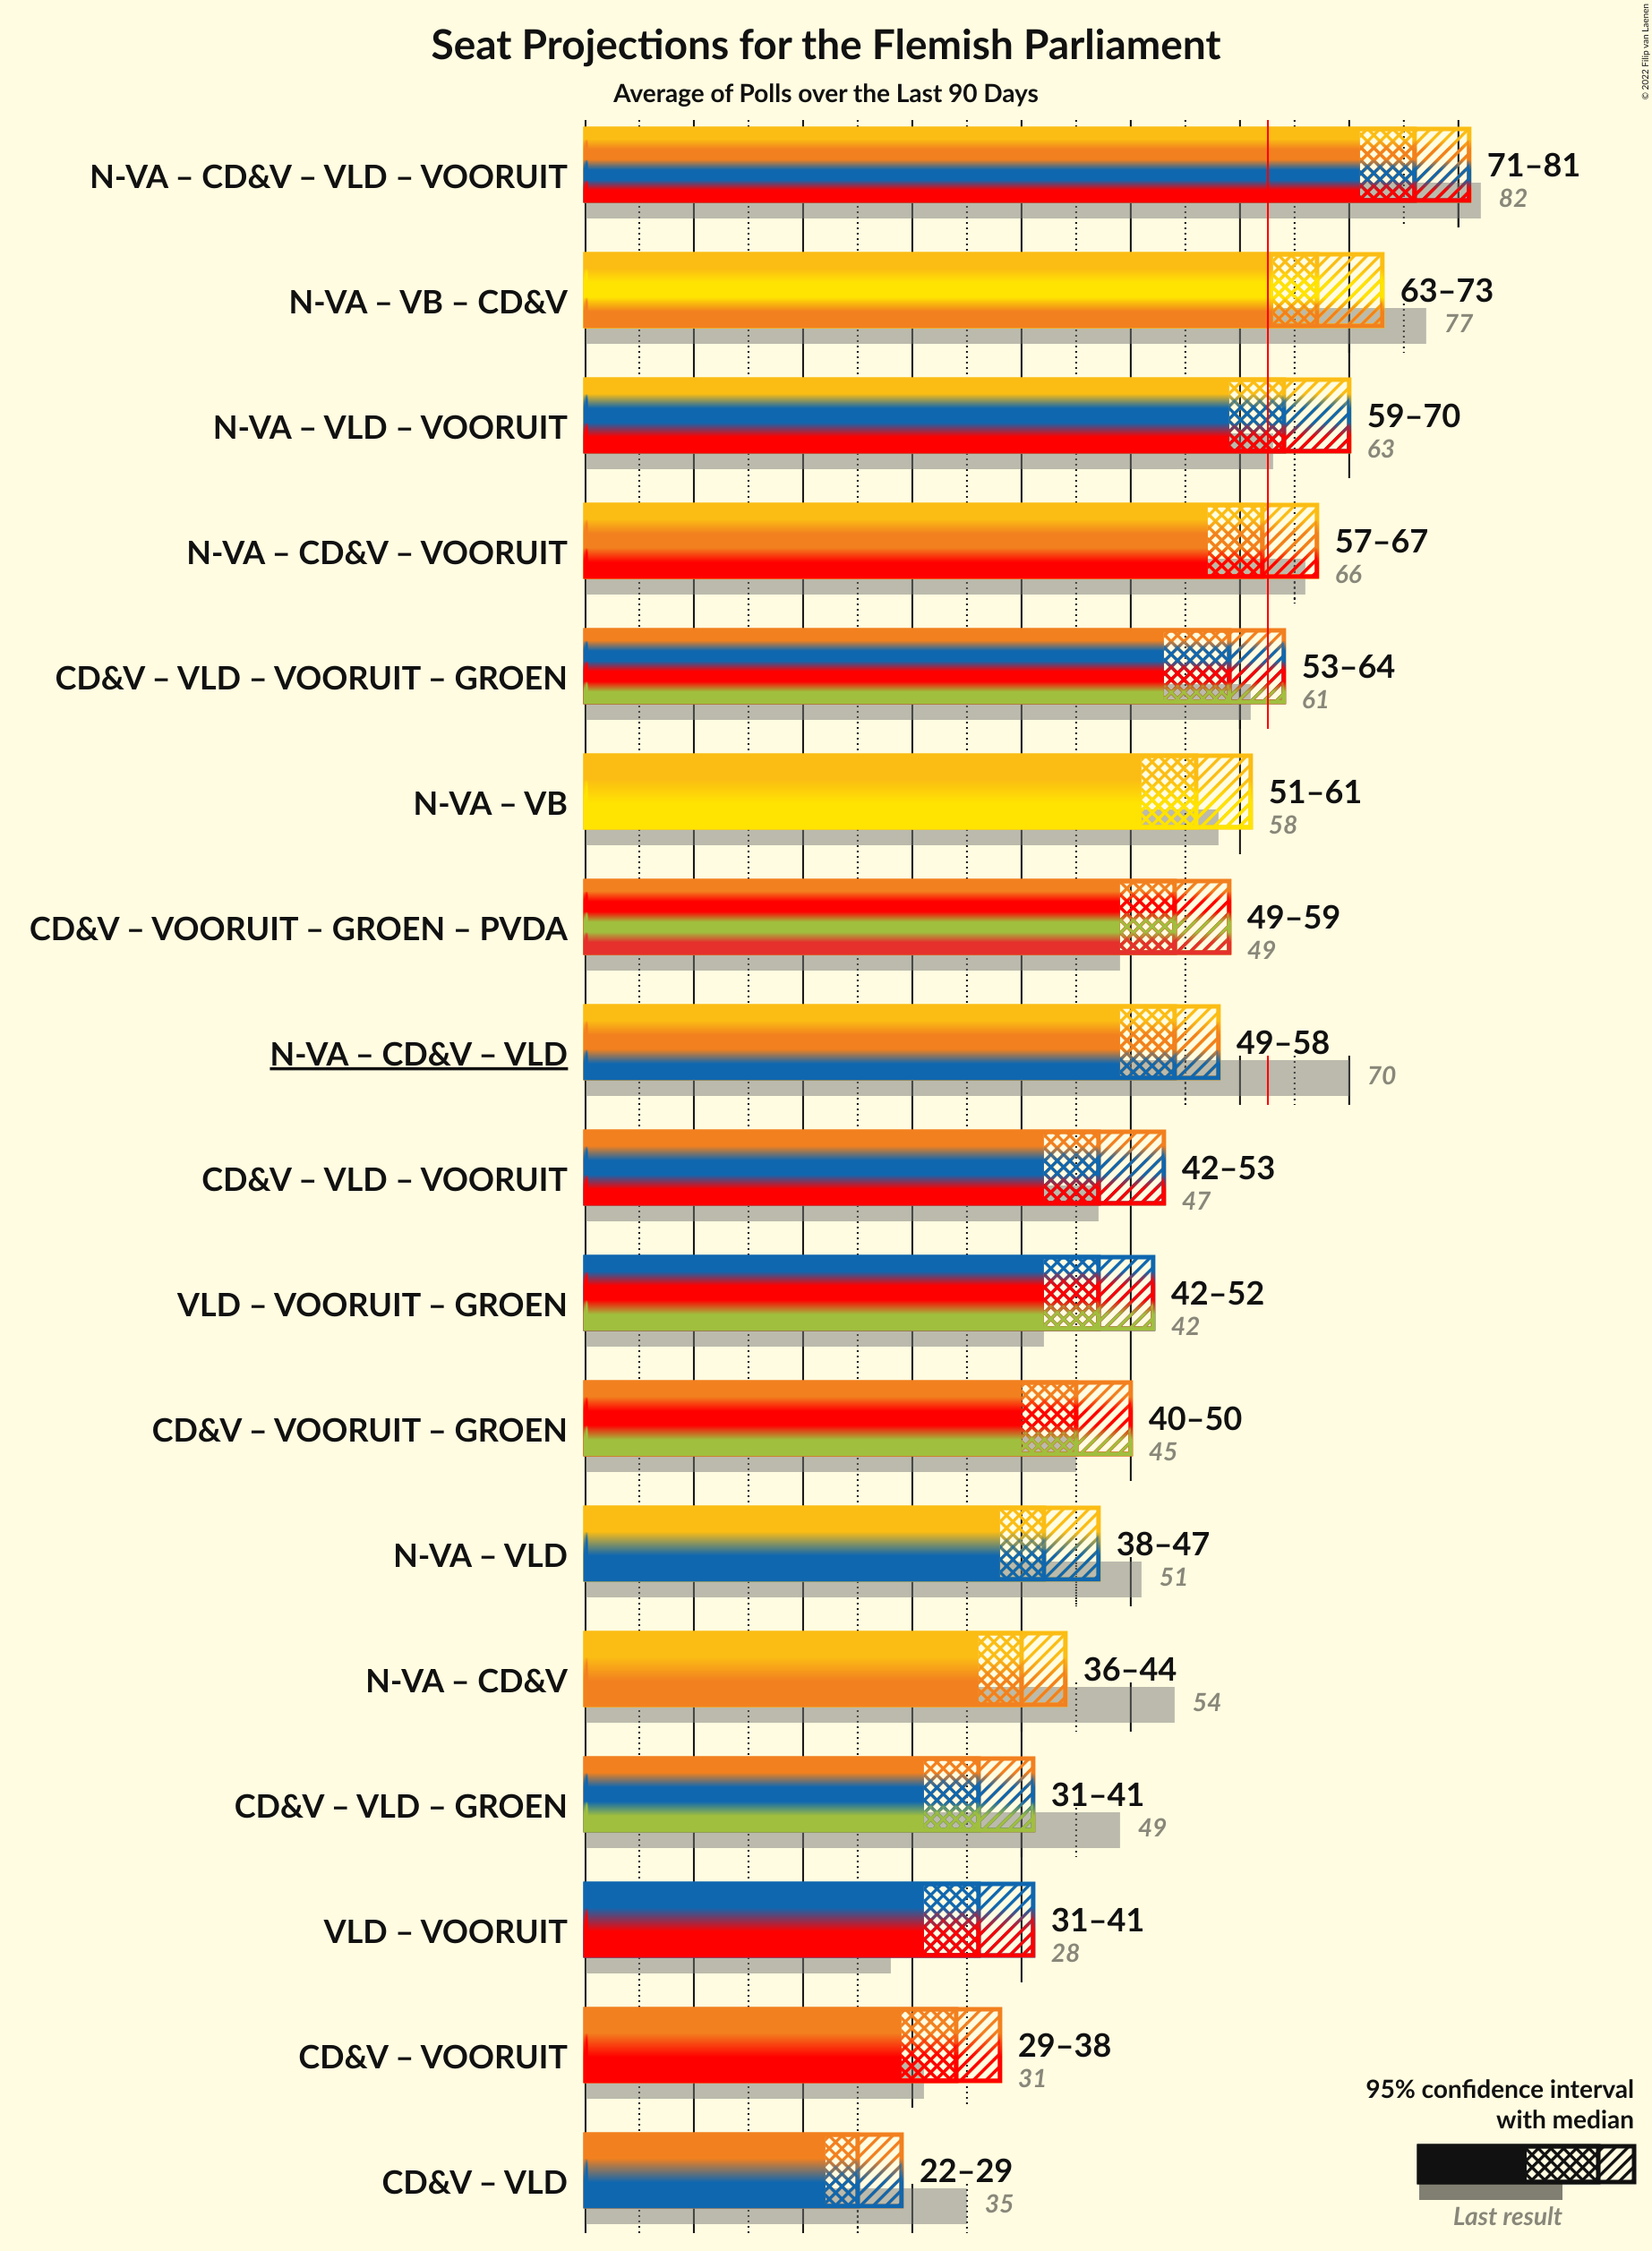 Seat Projections for the Flemish Parliament
Average of Polls over the Last 90 Days
© 2022 Filip van Laenen
N-VA – CD&V – VLD – VOORUIT
71–81
82
N-VA – VB – CD&V
63–73
77
N-VA – VLD – VOORUIT
59–70
63
N-VA – CD&V – VOORUIT
57–67
66
CD&V – VLD – VOORUIT – GROEN
53–64
61
N-VA – VB
51–61
58
CD&V – VOORUIT – GROEN – PVDA
49–59
49
N-VA – CD&V – VLD
49–58
70
CD&V – VLD – VOORUIT
42–53
47
VLD – VOORUIT – GROEN
42–52
42
CD&V – VOORUIT – GROEN
40–50
45
N-VA – VLD
38–47
51
N-VA – CD&V
36–44
54
CD&V – VLD – GROEN
31–41
49
VLD – VOORUIT
31–41
28
CD&V – VOORUIT
29–38
31
CD&V – VLD
22–29
35
95% confidence interval
with median
Last result